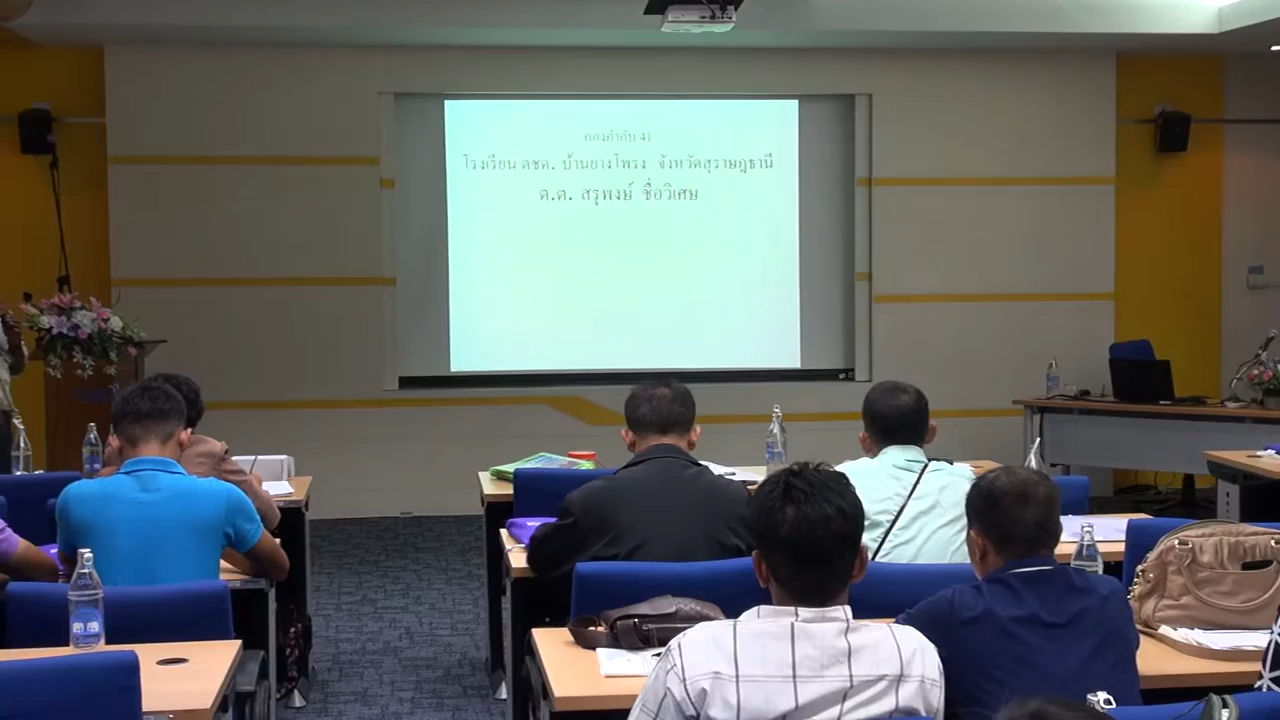 กองกำกับ 41
โรงเรียน ตชด. บ้านยางโพรง จังหวัดสุราษฎธานี
ด.ต. สรุพงษ์ ชื่อวิเศษ